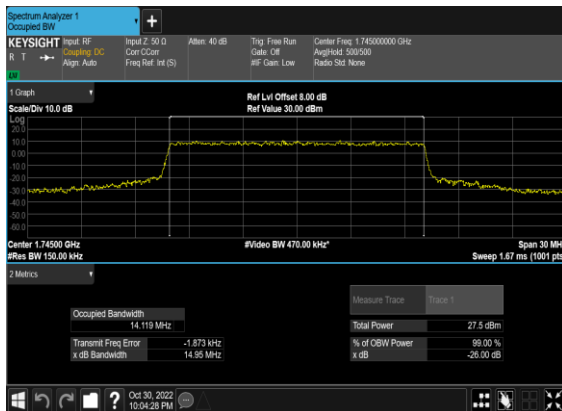 Spectrum Analyzer 1
Occupied BW
+
KEYSIGHT Input: RF Input Z: 50 Ω Atten: 40 dB Trig: Free Run Center Freq: 1.745000000 GHz
R T Coupling: DC Corr CCorr Gate: Off Avg|Hold: 500/500
Align: Auto Freq Ref: Int (S) #IF Gain: Low Radio Std: None
1 Graph
Scale/Div 10.0 dB Ref Lvl Offset 8.00 dB
Ref Value 30.00 dBm
Log
20.0
10.0
0.00
-10.0
-20.0
-30.0
-40.0
-50.0
-60.0
Center 1.74500 GHz #Video BW 470.00 kHz* Span 30 MH
#Res BW 150.00 kHz Sweep 1.67 ms (1001 pts
2 Metrics
Measure Trace Trace 1
Occupied Bandwidth
14.119 MHz Total Power 27.5 dBm
Transmit Freq Error -1.873 kHz % of OBW Power 99.00 %
x dB Bandwidth 14.95 MHz x dB -26.00 dB
? Oct 30, 2022
10:04:28 PM